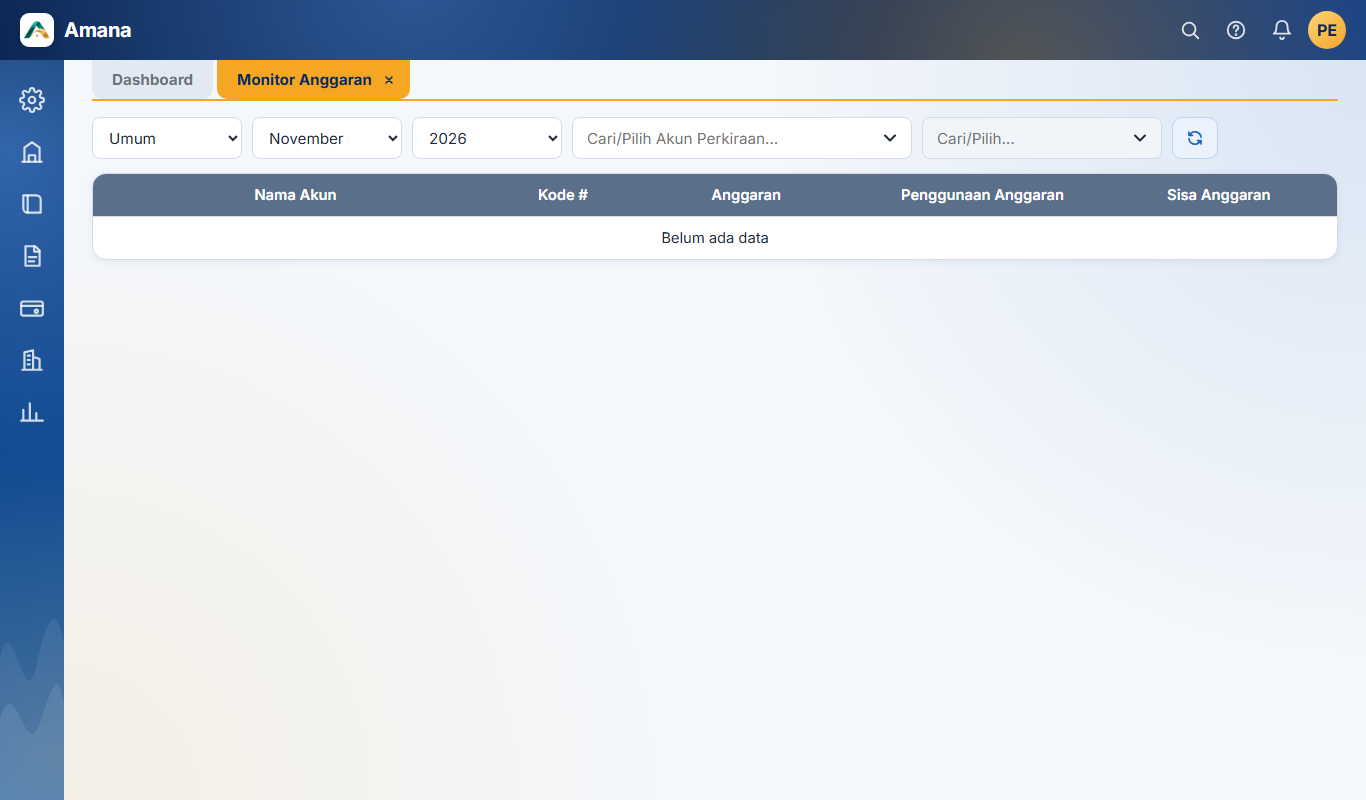 Amana
PE
Dashboard
Monitor Anggaran ×
Umum
November
2026
Cari/Pilih Akun Perkiraan...
Cari/Pilih...
Nama Akun
Kode #
Anggaran
Penggunaan Anggaran
Sisa Anggaran
Belum ada data